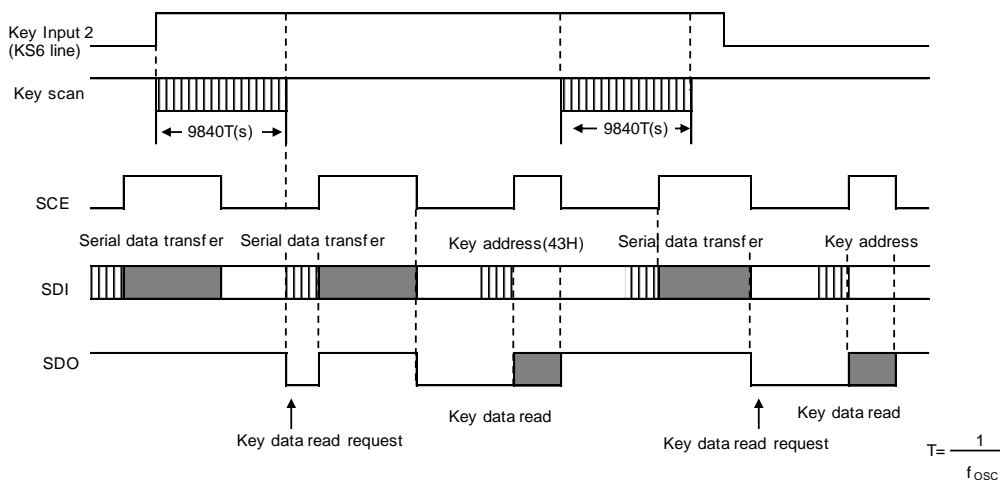 Key Input 2
(KS6 line)
Key scan
9840T(s)
9840T(s)
SCE
Serial data transfer
Serial data transfer
Key address(43H)
Serial data transfer
Key address
SDI
SDO
Key data read
Key data read
Key data read request
Key data read request
T= 1
fOSC